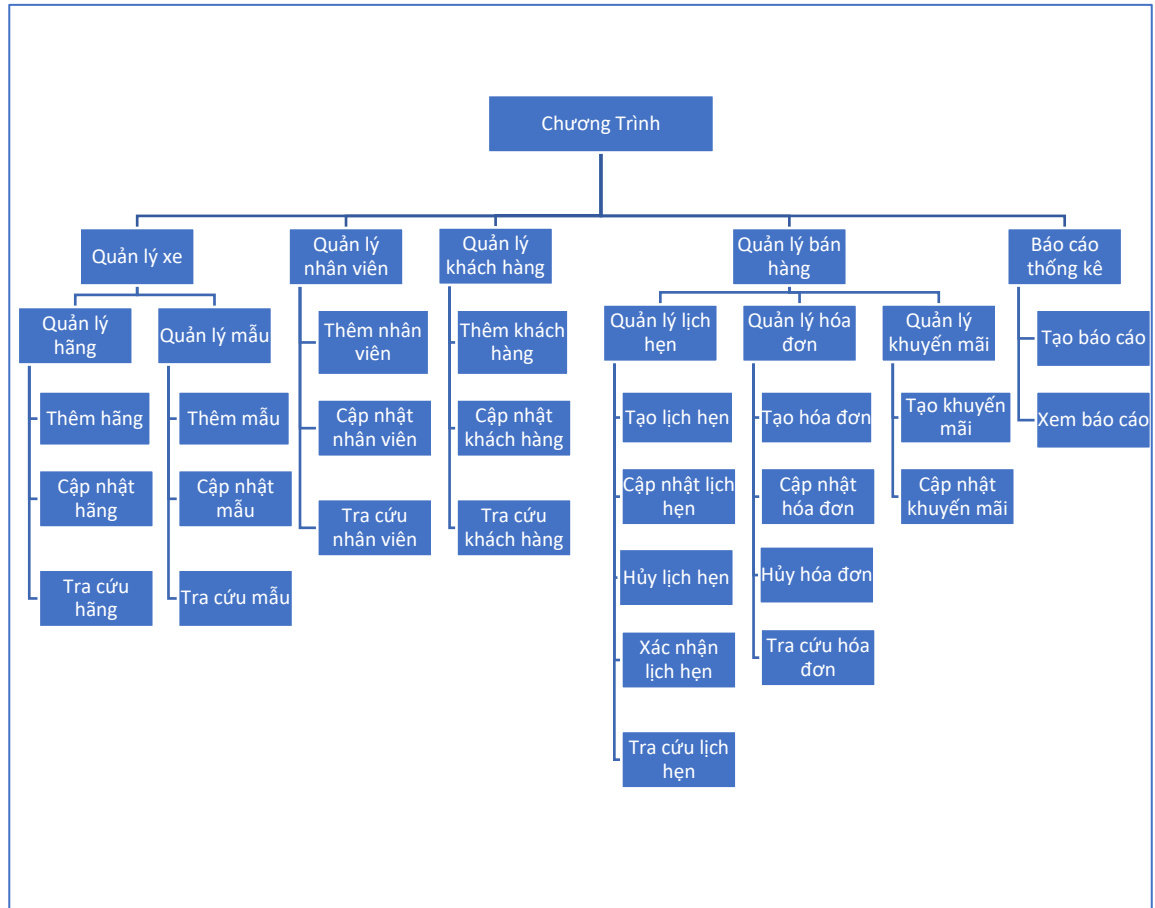 Chương Trình
Quản lý xe
Quản lý
nhân viên
Quản lý
khách hàng
Quản lý bán
hàng
Báo cáo
thống kê
Quản lý
hãng
Quản lý mẫu
Thêm nhân
viên
Thêm khách
hàng
Quản lý lịch
hẹn
Quản lý hóa
đơn
Quản lý
khuyến mãi
Tạo báo cáo
Thêm hãng
Thêm mẫu
Cập nhật
nhân viên
Cập nhật
khách hàng
Tạo lịch hẹn
Tạo hóa đơn
Tạo khuyến
mãi
Xem báo cáo
Cập nhật
hãng
Cập nhật
mẫu
Tra cứu
nhân viên
Tra cứu
khách hàng
Cập nhật lịch
hẹn
Cập nhật
hóa đơn
Cập nhật
khuyến mãi
Tra cứu
hãng
Tra cứu mẫu
Hủy lịch hẹn
Hủy hóa đơn
Xác nhận
lịch hẹn
Tra cứu hóa
đơn
Tra cứu lịch
hẹn